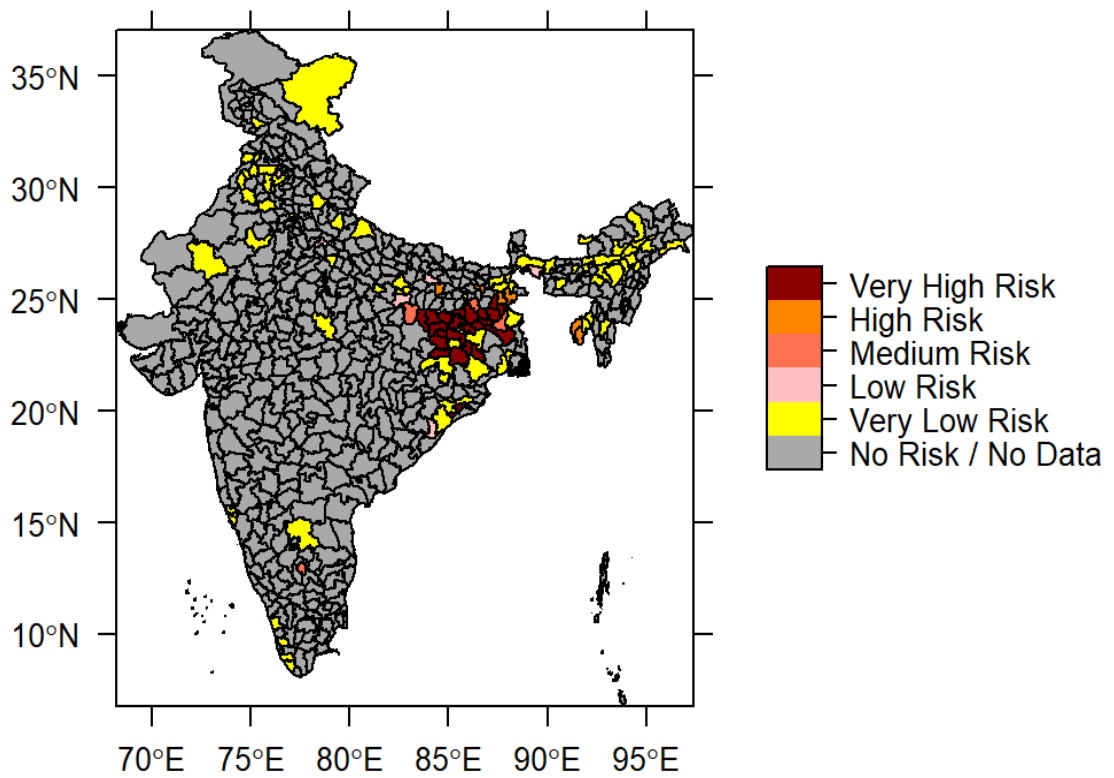 35°N
30°N
25°N
20°N
15°N
10°N
70°E 75°E 80°E 85°E 90°E 95°E
Very High Risk
High Risk
Medium Risk
Low Risk
Very Low Risk
No Risk / No Data